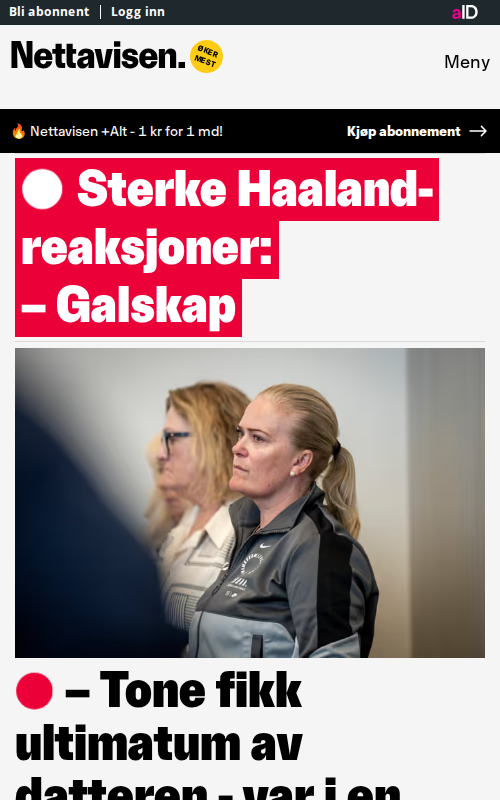 Bli abonnent | Logg inn
aID
Nettavisen.
ØKER
MEST
Meny
🔥 Nettavisen +Alt - 1 kr for 1 md!
Kjøp abonnement →
Sterke Haaland-
reaksjoner:
– Galskap
– Tone fikk
ultimatum av
datteren - var i en